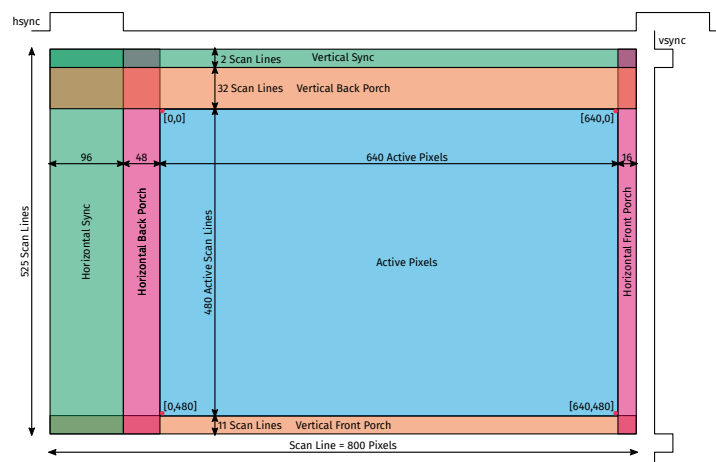 hsync
vsync
2 Scan Lines Vertical Sync
32 Scan Lines Vertical Back Porch
[0,0]
[640,0]
96
48
640 Active Pixels
16
525 Scan Lines
Horizontal Sync
Horizontal Back Porch
480 Active Scan Lines
Active Pixels
Horizontal Front Porch
[0,480]
[640,480]
11 Scan Lines Vertical Front Porch
Scan Line = 800 Pixels